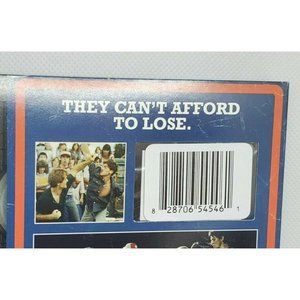 THEY CAN'T AFFORD
TO LOSE.
8 28706 54546 1